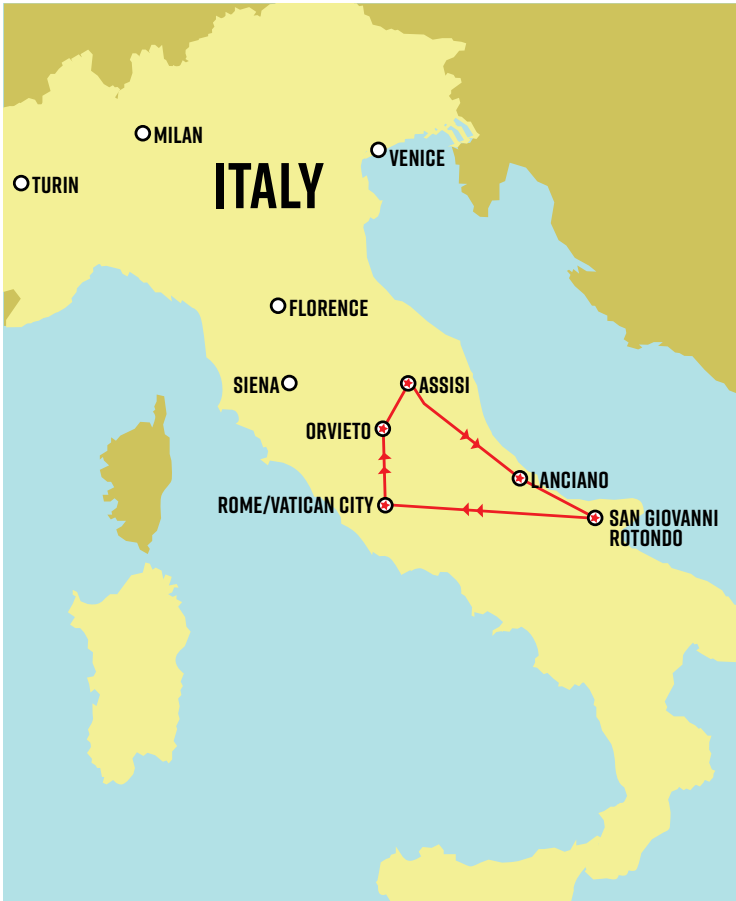 MILAN
VENICE
TURIN
ITALY
FLORENCE
SIENA
ASSISI
ORVIETO
LANCIANO
ROME/VATICAN CITY
SAN GIOVANNI
ROTONDO